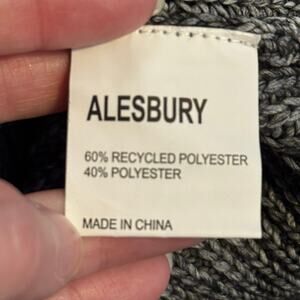 ALESBURY
60% RECYCLED POLYESTER
40% POLYESTER
MADE IN CHINA